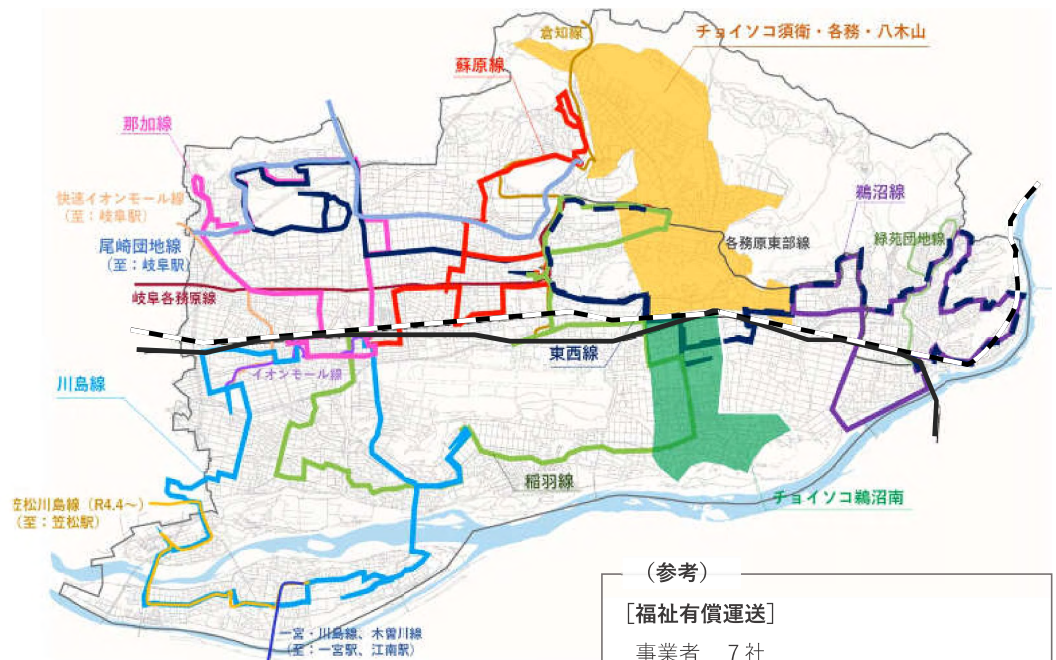 倉知線
チョイソコ須衛・各務・八木山
蘇原線
那加線
鵜沼線
快速イオンモール線
(至：岐阜駅)
緑苑団地線
尾崎団地線
(至：岐阜駅)
各務原東部線
岐阜各務原線
東西線
イオンモール線
川島線
稲羽線
チョイソコ鵜沼南
笠松川島線（R4.4～）
(至：笠松駅)
一宮・川島線、木曽川線
(至：一宮駅、江南駅)
（参考）
［福祉有償運送］
事業者　７社